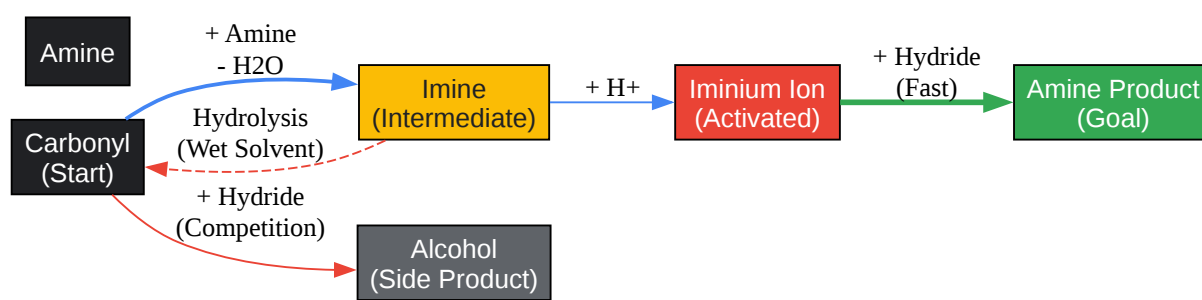 Amine
+ Amine
- H2O
Carbonyl
(Start)
Hydrolysis
(Wet Solvent)
+ Hydride
(Competition)
Imine
(Intermediate)
+ H+
Iminium Ion
(Activated)
+ Hydride
(Fast)
Amine Product
(Goal)
Alcohol
(Side Product)